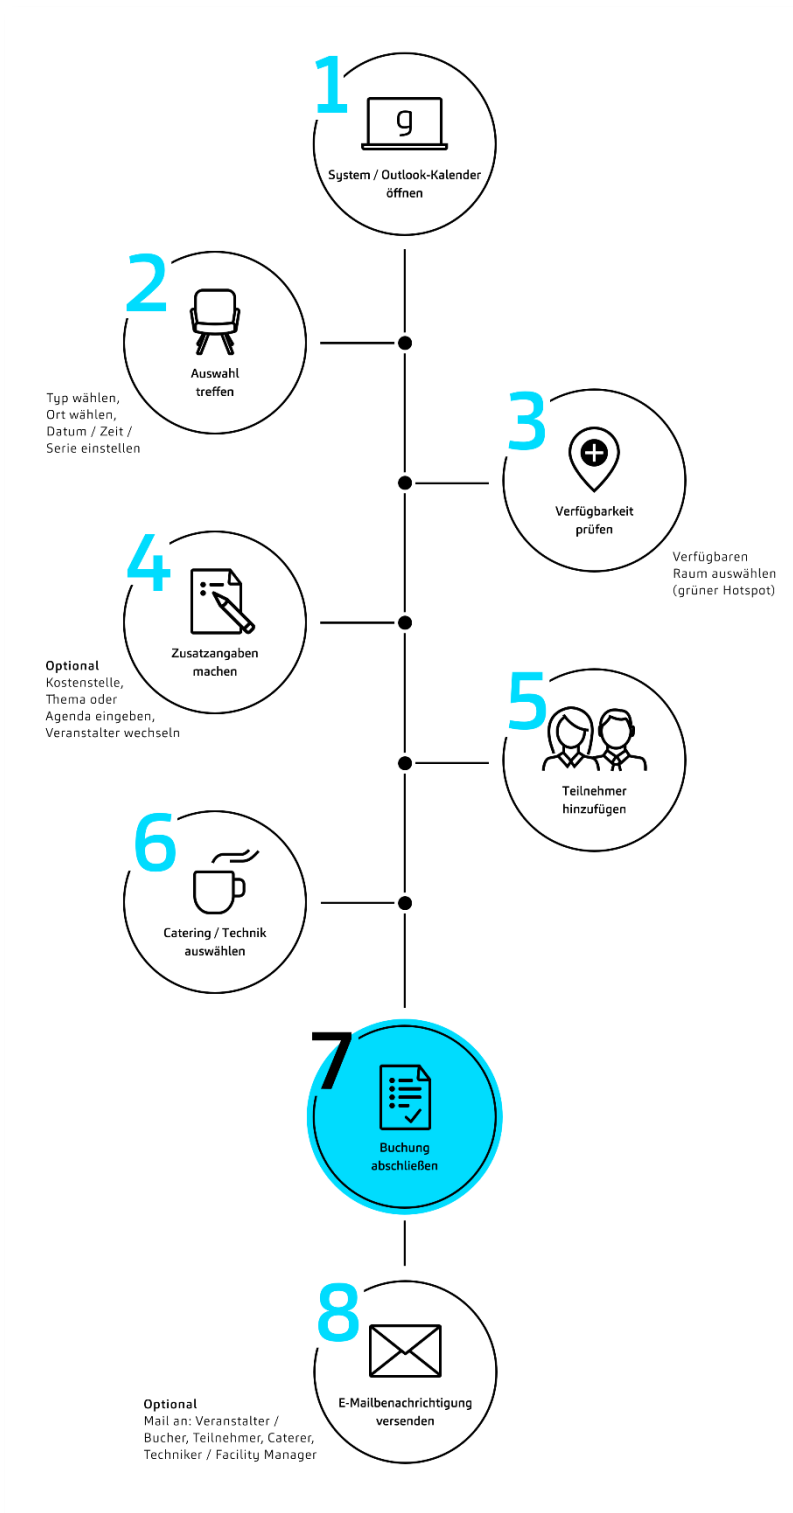 1
g
System / Outlook-Kalender
öffnen
2
Auswahl
treffen
Typ wählen,
Ort wählen,
Datum / Zeit /
Serie einstellen
3
Verfügbarkeit
prüfen
Verfügbaren
Raum auswählen
(grüner Hotspot)
4
Zusatzangaben
machen
Optional
Kostenstelle,
Thema oder
Agenda eingeben,
Veranstalter wechseln
5
Teilnehmer
hinzufügen
6
Catering / Technik
auswählen
7
Buchung
abschließen
8
E-Mailbenachrichtigung
versenden
Optional
Mail an: Veranstalter /
Bucher, Teilnehmer, Caterer,
Techniker / Facility Manager